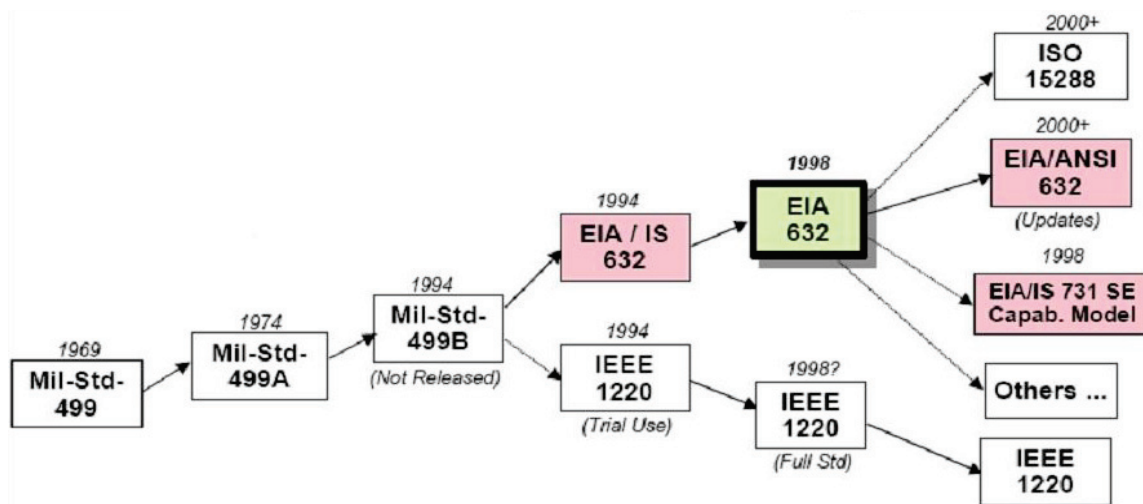 1969
Mil-Std-
499
1974
Mil-Std-
499A
1994
Mil-Std-
499B
(Not Released)
1994
EIA / IS
632
1994
IEEE
1220
(Trial Use)
1998
EIA
632
1998?
IEEE
1220
(Full Std)
2000+
ISO
15288
2000+
EIA/ANSI
632
(Updates)
1998
EIA/IS 731 SE
Capab. Model
Others ...
IEEE
1220